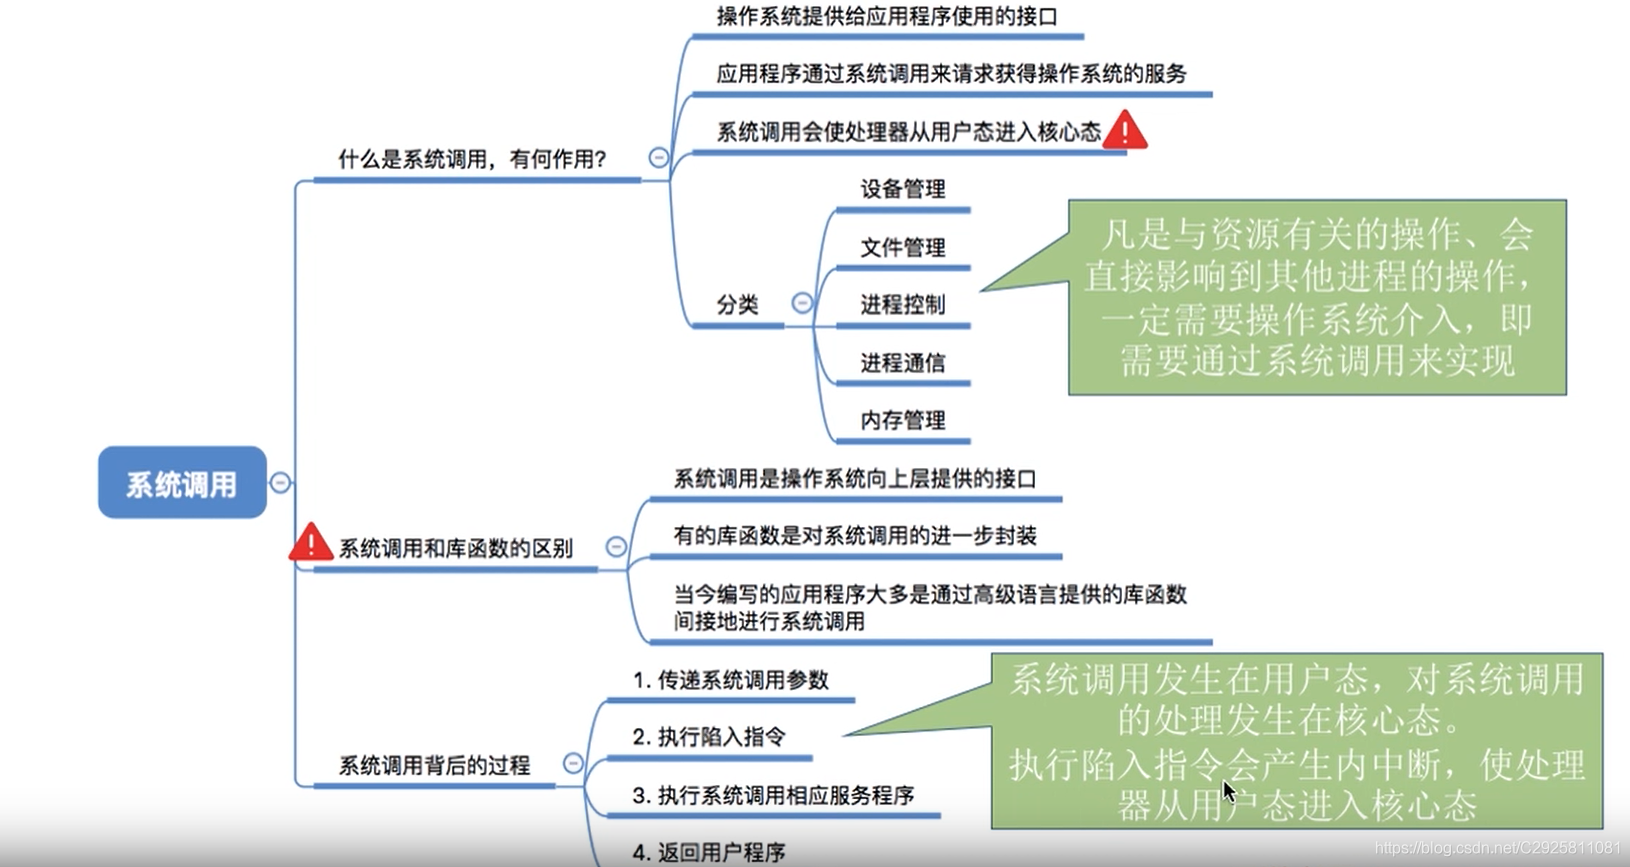 操作系统提供给应用程序使用的接口
应用程序通过系统调用来请求获得操作系统的服务
系统调用会使处理器从用户态进入核心态
什么是系统调用，有何作用？
设备管理
文件管理
分类
进程控制
进程通信
内存管理
凡是与资源有关的操作、会
直接影响到其他进程的操作，
一定需要操作系统介入，即
需要通过系统调用来实现
系统调用
系统调用是操作系统向上层提供的接口
有的库函数是对系统调用的进一步封装
系统调用和库函数的区别
当今编写的应用程序大多是通过高级语言提供的库函数
间接地进行系统调用
1. 传递系统调用参数
2. 执行陷入指令
系统调用背后的过程
3. 执行系统调用相应服务程序
4. 返回用户程序
系统调用发生在用户态，对系统调用
的处理发生在核心态。
执行陷入指令会产生内中断，使处理
器从用户态进入核心态
https://blog.csdn.net/C2925811081